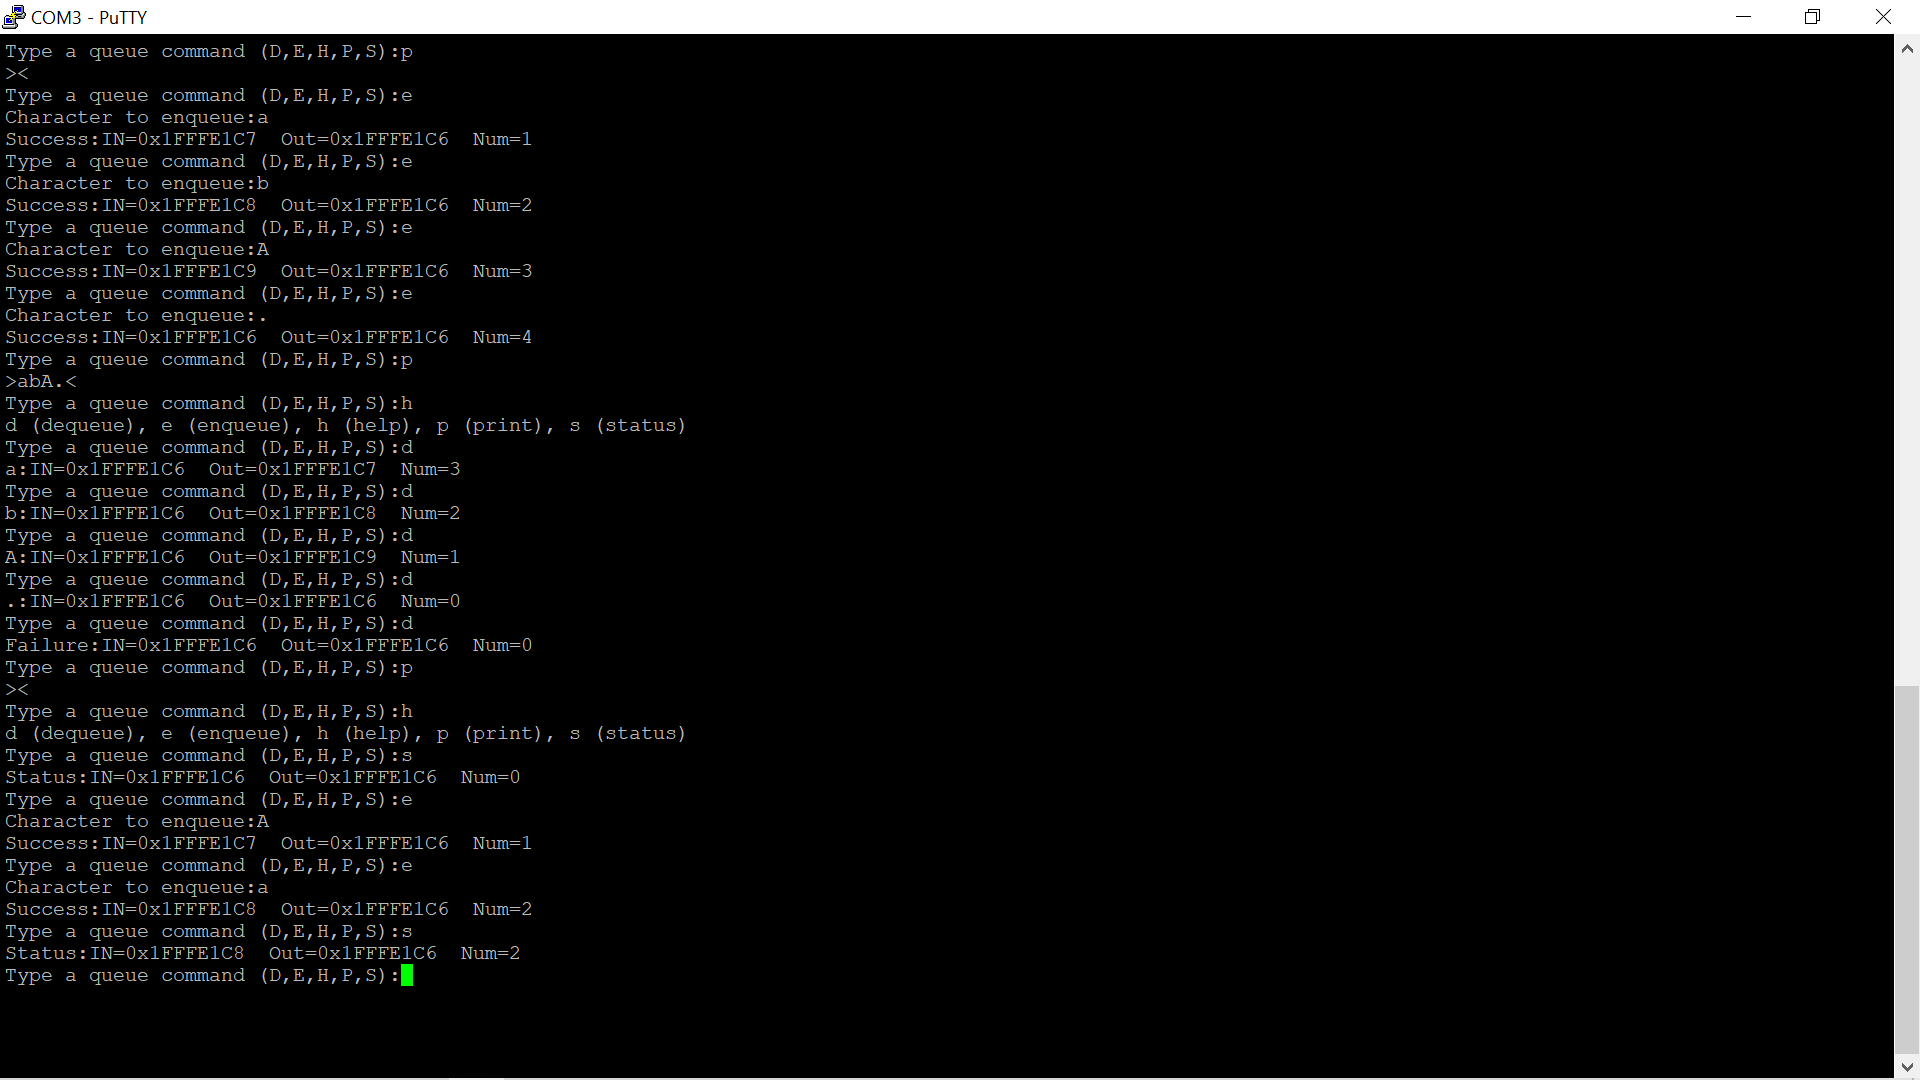 COM3 - PuTTY
Type a queue command (D,E,H,P,S):p
><
Type a queue command (D,E,H,P,S):e
Character to enqueue:a
Success:IN=0x1FFFE1C7  Out=0x1FFFE1C6  Num=1
Type a queue command (D,E,H,P,S):e
Character to enqueue:b
Success:IN=0x1FFFE1C8  Out=0x1FFFE1C6  Num=2
Type a queue command (D,E,H,P,S):e
Character to enqueue:A
Success:IN=0x1FFFE1C9  Out=0x1FFFE1C6  Num=3
Type a queue command (D,E,H,P,S):e
Character to enqueue:.
Success:IN=0x1FFFE1C6  Out=0x1FFFE1C6  Num=4
Type a queue command (D,E,H,P,S):p
>abA.<
Type a queue command (D,E,H,P,S):h
d (dequeue), e (enqueue), h (help), p (print), s (status)
Type a queue command (D,E,H,P,S):d
a:IN=0x1FFFE1C6  Out=0x1FFFE1C7  Num=3
Type a queue command (D,E,H,P,S):d
b:IN=0x1FFFE1C6  Out=0x1FFFE1C8  Num=2
Type a queue command (D,E,H,P,S):d
A:IN=0x1FFFE1C6  Out=0x1FFFE1C9  Num=1
Type a queue command (D,E,H,P,S):d
.:IN=0x1FFFE1C6  Out=0x1FFFE1C6  Num=0
Type a queue command (D,E,H,P,S):d
Failure:IN=0x1FFFE1C6  Out=0x1FFFE1C6  Num=0
Type a queue command (D,E,H,P,S):p
><
Type a queue command (D,E,H,P,S):h
d (dequeue), e (enqueue), h (help), p (print), s (status)
Type a queue command (D,E,H,P,S):s
Status:IN=0x1FFFE1C6  Out=0x1FFFE1C6  Num=0
Type a queue command (D,E,H,P,S):e
Character to enqueue:A
Success:IN=0x1FFFE1C7  Out=0x1FFFE1C6  Num=1
Type a queue command (D,E,H,P,S):e
Character to enqueue:a
Success:IN=0x1FFFE1C8  Out=0x1FFFE1C6  Num=2
Type a queue command (D,E,H,P,S):s
Status:IN=0x1FFFE1C8  Out=0x1FFFE1C6  Num=2
Type a queue command (D,E,H,P,S):